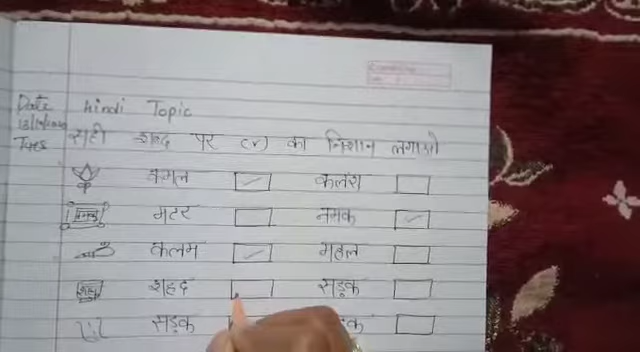 Date hindi Topic
Tues सही शब्द पर (✓) का निशान लगाओ
कमल ✓ कलश
मटर नमक ✓
कलम ✓ महल
शहद सड़क
सड़क